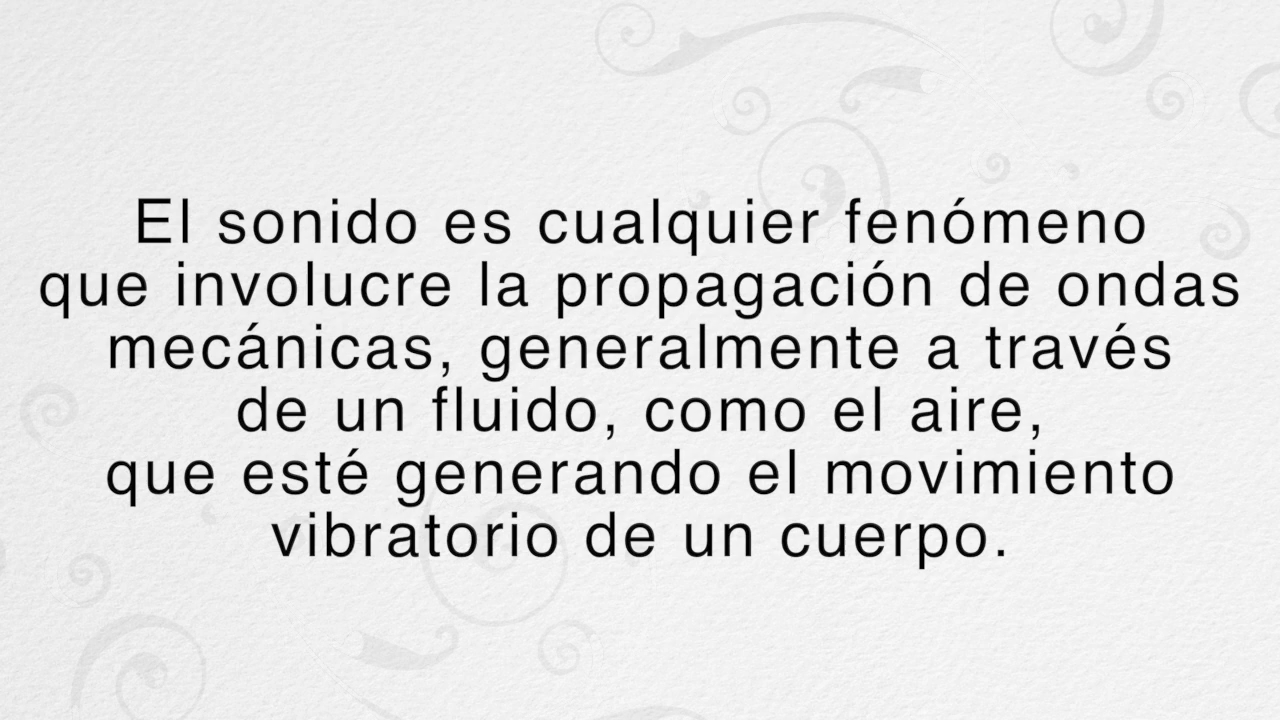 El sonido es cualquier fenómeno
que involucre la propagación de ondas
mecánicas, generalmente a través
de un fluido, como el aire,
que esté generando el movimiento
vibratorio de un cuerpo.